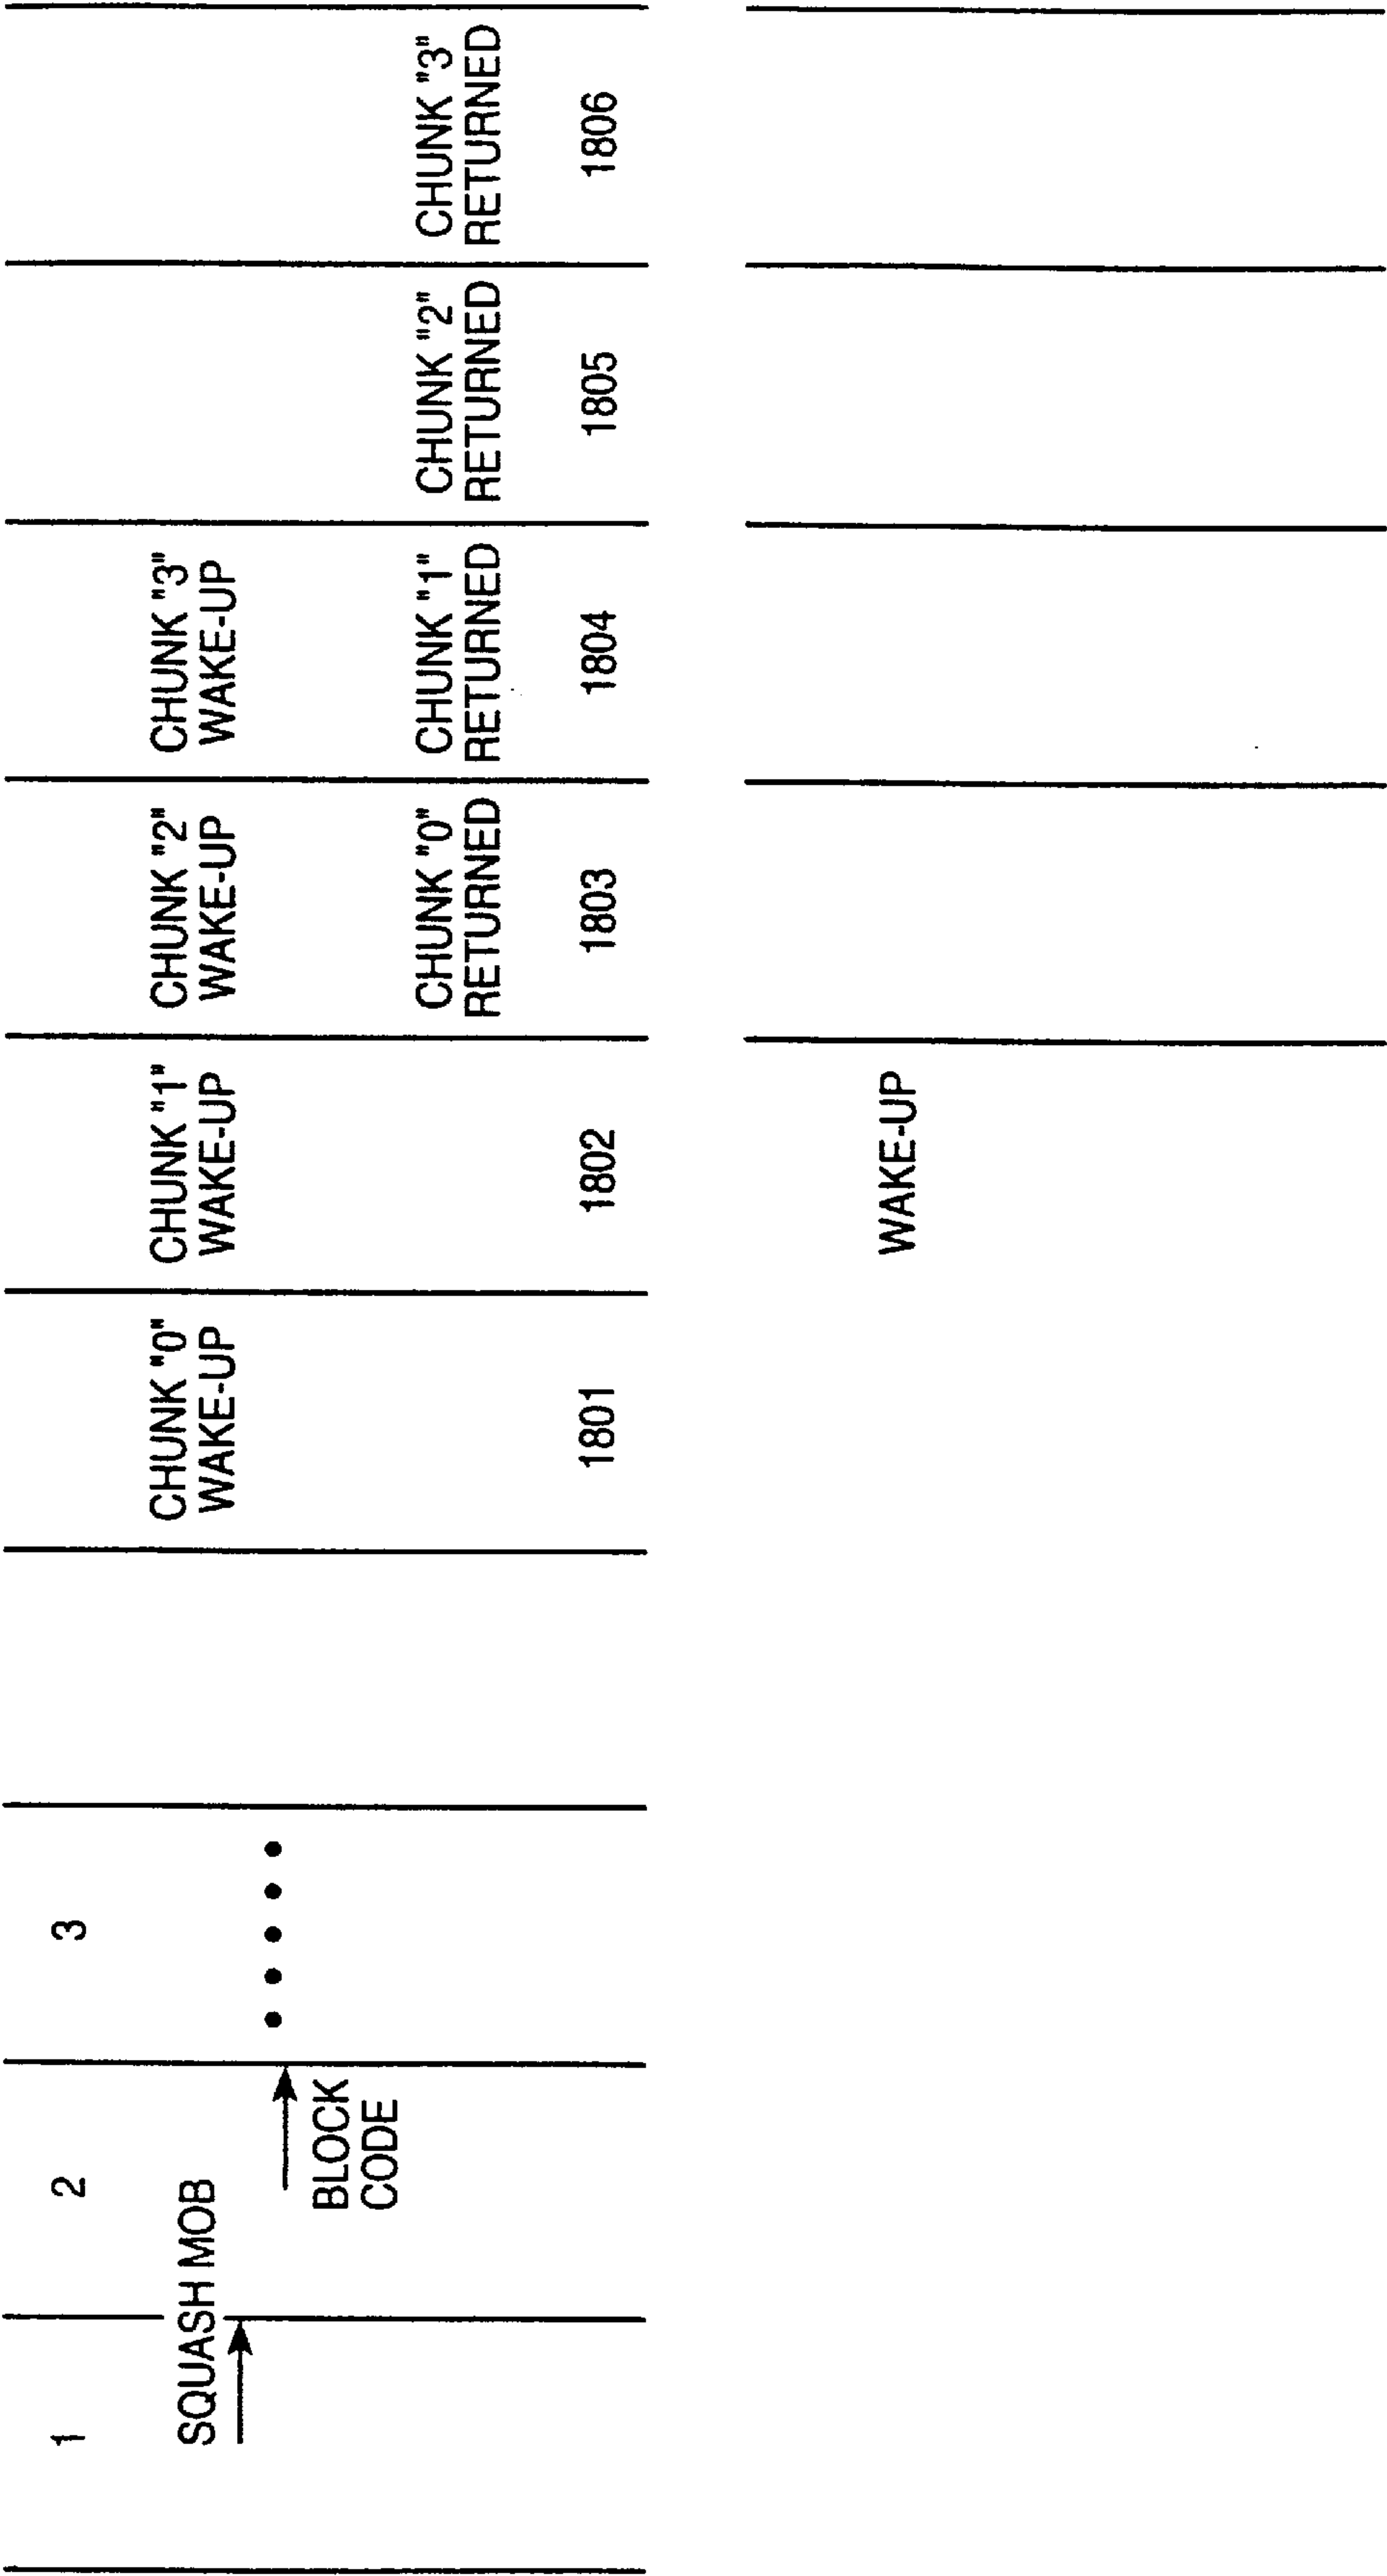 1
2
3
SQUASH MOB
BLOCK
CODE
• • • • •
CHUNK "0"
WAKE-UP
CHUNK "1"
WAKE-UP
CHUNK "2"
WAKE-UP
CHUNK "3"
WAKE-UP
CHUNK "0"
RETURNED
CHUNK "1"
RETURNED
CHUNK "2"
RETURNED
CHUNK "3"
RETURNED
1801
1802
1803
1804
1805
1806
WAKE-UP